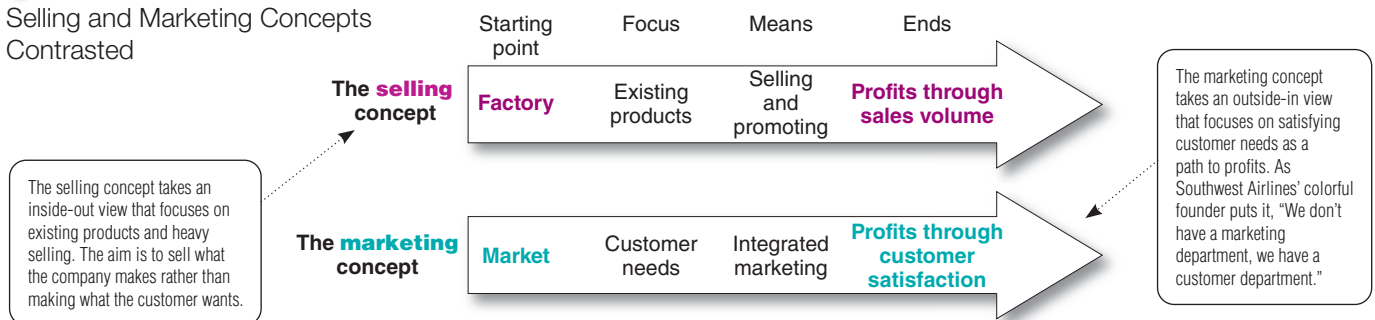 Selling and Marketing Concepts
Contrasted
Starting
point
Focus
Means
Ends
The selling
concept
Factory
Existing
products
Selling
and
promoting
Profits through
sales volume
The selling concept takes an
inside-out view that focuses on
existing products and heavy
selling. The aim is to sell what
the company makes rather than
making what the customer wants.
The marketing
concept
Market
Customer
needs
Integrated
marketing
Profits through
customer
satisfaction
The marketing concept
takes an outside-in view
that focuses on satisfying
customer needs as a
path to profits. As
Southwest Airlines’ colorful
founder puts it, “We don’t
have a marketing
department, we have a
customer department.”